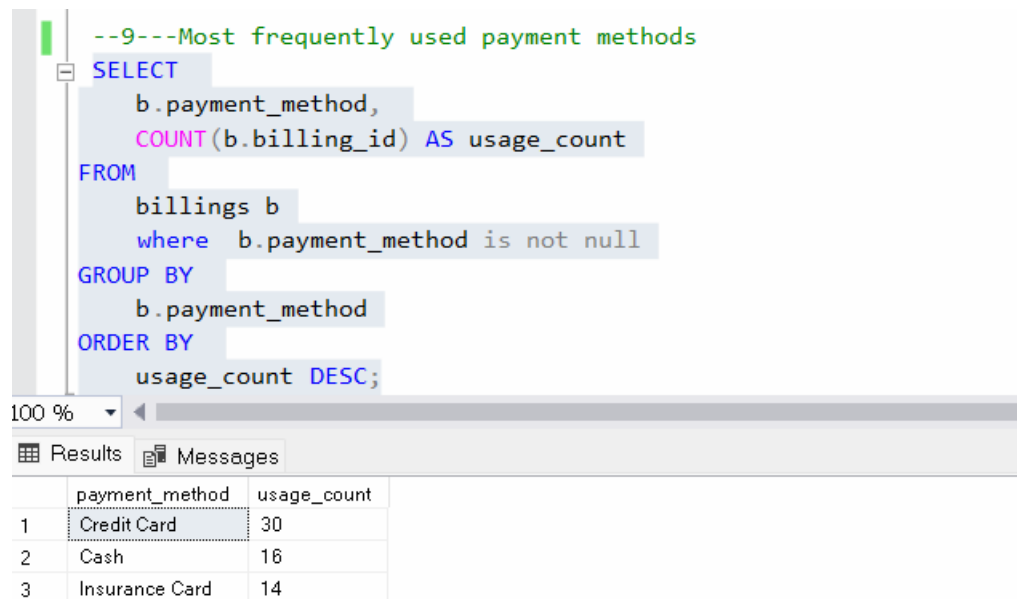 --9---Most frequently used payment methods
SELECT
b.payment_method,
COUNT(b.billing_id) AS usage_count
FROM
billings b
where  b.payment_method is not null
GROUP BY
b.payment_method
ORDER BY
usage_count DESC;
100 %
Results Messages
payment_method usage_count
1 Credit Card 30
2 Cash 16
3 Insurance Card 14